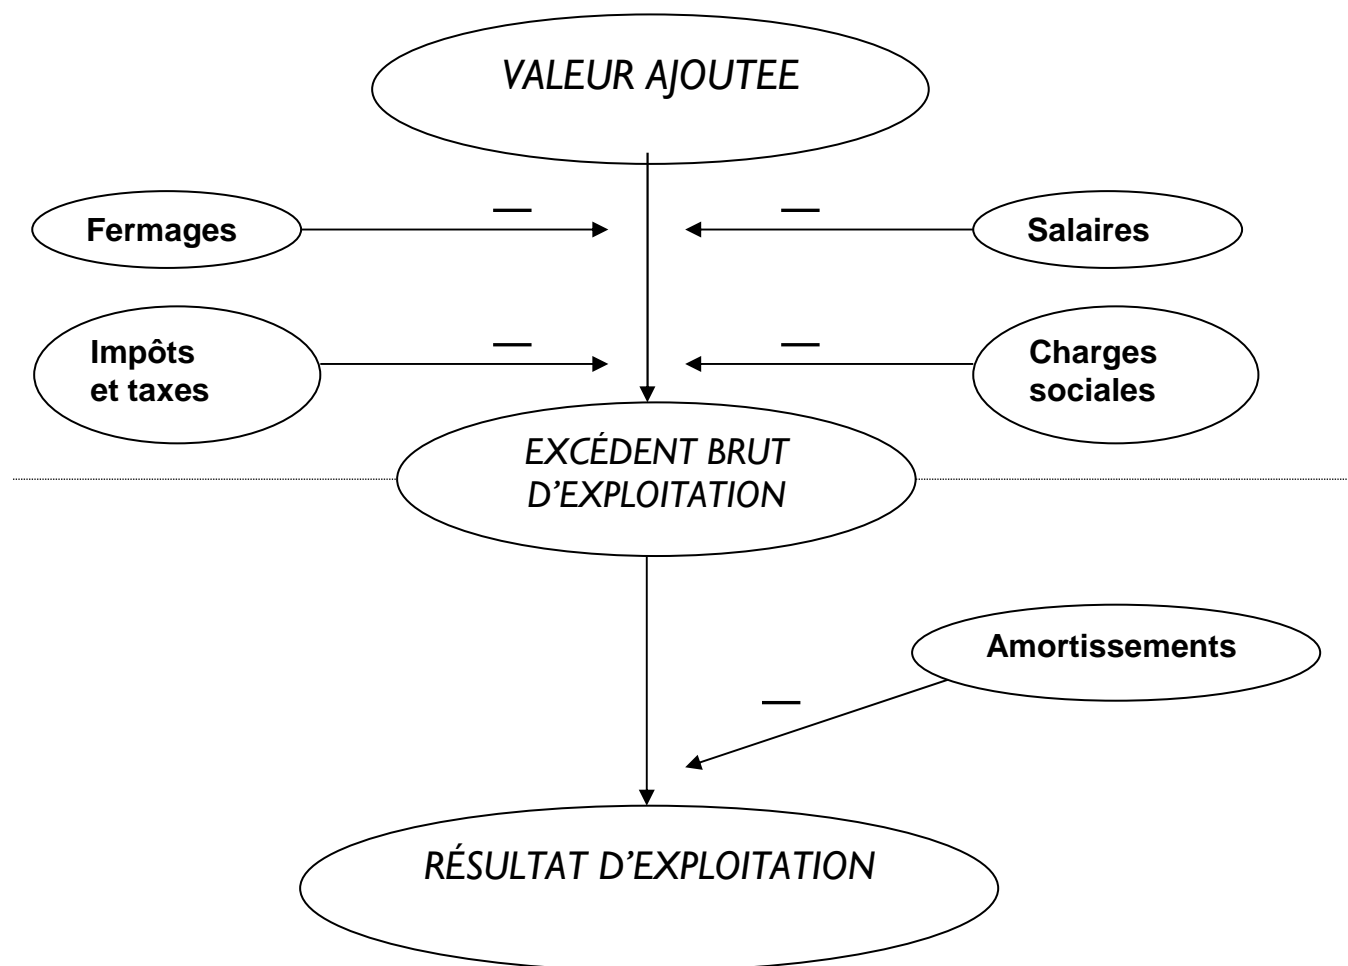 VALEUR AJOUTEE
—
—
Fermages
Salaires
—
—
Impôts
et taxes
Charges
sociales
EXCÉDENT BRUT
D’EXPLOITATION
Amortissements
—
RÉSULTAT D’EXPLOITATION